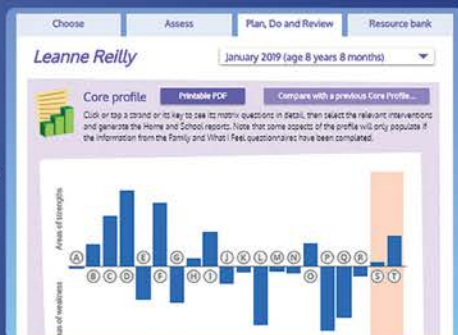 Choose
Assess
Plan, Do and Review
Resource bank
Leanne Reilly
January 2019 (age 8 years 8 months)
Core profile
Printable PDF
Compare with a previous Core Profile...
Click or tap a strand or its key to see its matrix questions in detail, then select the relevant interventions
and generate the Home and School reports. Note that some aspects of the profile will only populate if
the information from the Family and What I Feel questionnaires have been completed.
Areas of strengths
A B C D E F G H I J K L M N O P Q R S T
as of weakness